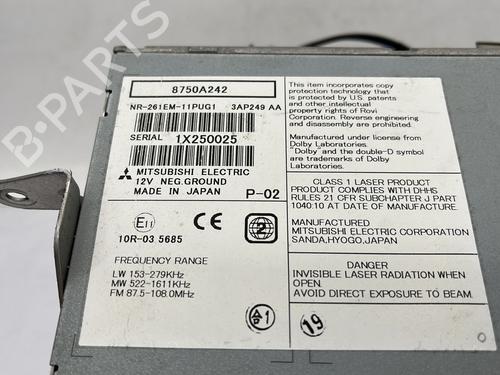 8750A242
NR-261EM-11PUG1 3AP249 AA
SERIAL 1X250025
MITSUBISHI ELECTRIC
12V NEG.GROUND
MADE IN JAPAN P-02
E11
10R-03 5685
CE
2
FREQUENCY RANGE
LW 153-279KHz
MW 522-1611KHz
FM 87.5-108.0MHz
合1
This item incorporates copy
protection technology that
is protected by U.S. patents
and other intellectual
property rights of Rovi
Corporation. Reverse engineering
and disassembly are prohibited.
Manufactured under license from
Dolby Laboratories.
"Dolby" and the double-D symbol
are trademarks of Dolby
Laboratories.
CLASS 1 LASER PRODUCT
PRODUCT COMPLIES WITH DHHS
RULES 21 CFR SUBCHAPTER J PART
1040:10 AT DATE OF MANUFACTURE.
MANUFACTURED
MITSUBISHI ELECTRIC CORPORATION
SANDA,HYOGO,JAPAN
DANGER
INVISIBLE LASER RADIATION WHEN
OPEN.
AVOID DIRECT EXPOSURE TO BEAM.
19